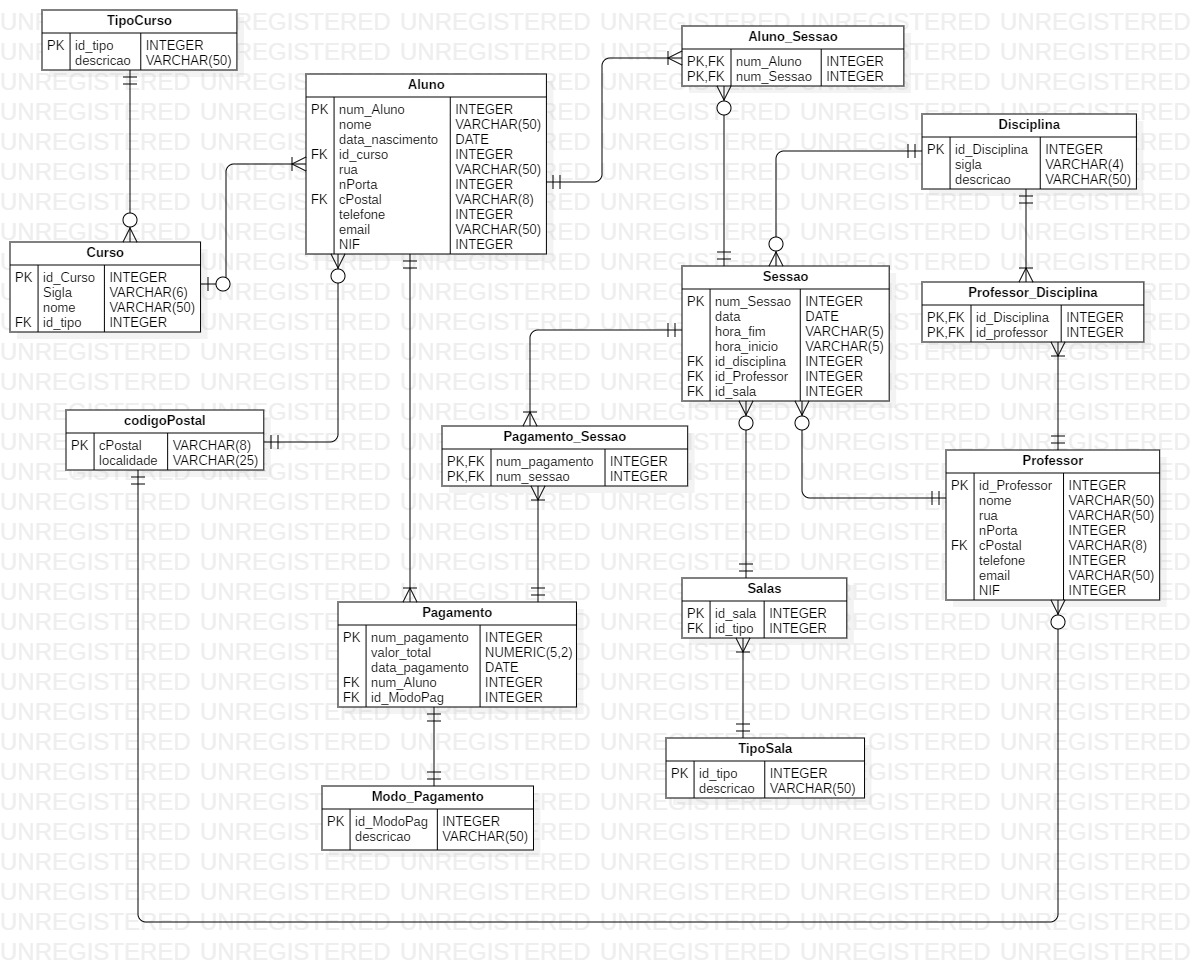 TipoCurso
PK id_tipo INTEGER
descricao VARCHAR(50)
Aluno
PK num_Aluno INTEGER
nome VARCHAR(50)
data_nascimento DATE
FK id_curso INTEGER
rua VARCHAR(50)
nPorta INTEGER
FK cPostal VARCHAR(8)
telefone INTEGER
email VARCHAR(50)
NIF INTEGER
Aluno_Sessao
PK,FK num_Aluno INTEGER
PK,FK num_Sessao INTEGER
Disciplina
PK id_Disciplina INTEGER
sigla VARCHAR(4)
descricao VARCHAR(50)
Curso
PK id_Curso INTEGER
Sigla VARCHAR(6)
nome VARCHAR(50)
FK id_tipo INTEGER
Sessao
PK num_Sessao INTEGER
data DATE
hora_fim VARCHAR(5)
hora_inicio VARCHAR(5)
FK id_disciplina INTEGER
FK id_Professor INTEGER
FK id_sala INTEGER
Professor_Disciplina
PK,FK id_Disciplina INTEGER
PK,FK id_professor INTEGER
codigoPostal
PK cPostal VARCHAR(8)
localidade VARCHAR(25)
Pagamento_Sessao
PK,FK num_pagamento INTEGER
PK,FK num_sessao INTEGER
Professor
PK id_Professor INTEGER
nome VARCHAR(50)
rua VARCHAR(50)
nPorta INTEGER
FK cPostal VARCHAR(8)
telefone INTEGER
email VARCHAR(50)
NIF INTEGER
Pagamento
PK num_pagamento INTEGER
valor_total NUMERIC(5,2)
data_pagamento DATE
FK num_Aluno INTEGER
FK id_ModoPag INTEGER
Salas
PK id_sala INTEGER
FK id_tipo INTEGER
TipoSala
PK id_tipo INTEGER
descricao VARCHAR(50)
Modo_Pagamento
PK id_ModoPag INTEGER
descricao VARCHAR(50)
UNREGISTERED UNREGISTERED UNREGISTERED UNREGISTERED UNREGISTERED UNREGISTERED